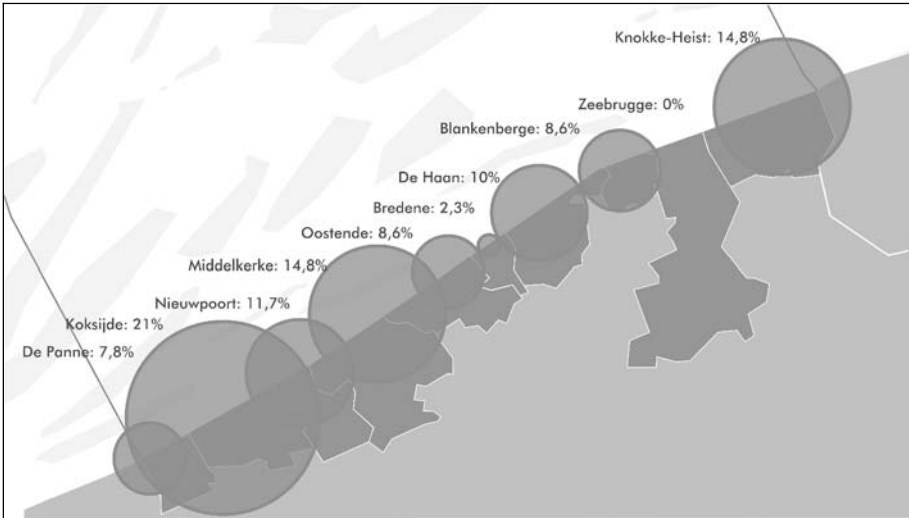 Knokke-Heist: 14,8%
Zeebrugge: 0%
Blankenberge: 8,6%
De Haan: 10%
Bredene: 2,3%
Oostende: 8,6%
Middelkerke: 14,8%
Nieuwpoort: 11,7%
Koksijde: 21%
De Panne: 7,8%